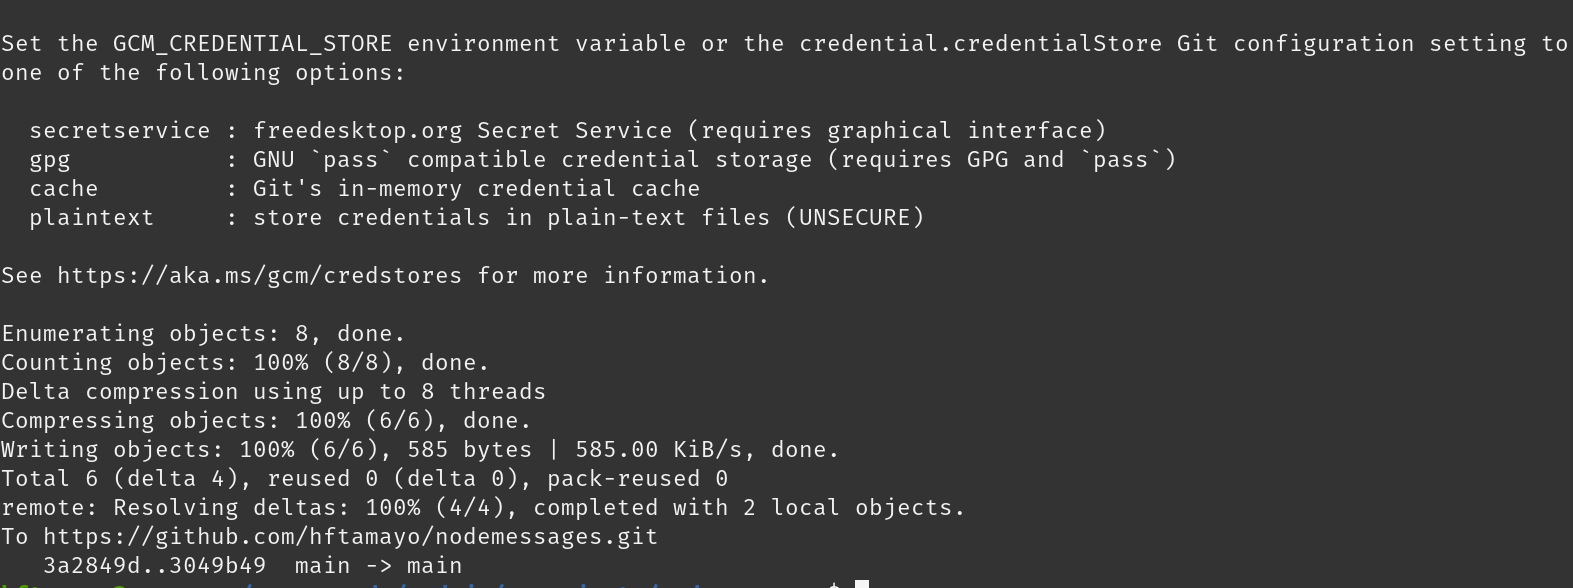 Set the GCM_CREDENTIAL_STORE environment variable or the credential.credentialStore Git configuration setting to
one of the following options:
secretservice : freedesktop.org Secret Service (requires graphical interface)
gpg : GNU `pass` compatible credential storage (requires GPG and `pass`)
cache : Git's in-memory credential cache
plaintext : store credentials in plain-text files (UNSECURE)
See https://aka.ms/gcm/credstores for more information.
Enumerating objects: 8, done.
Counting objects: 100% (8/8), done.
Delta compression using up to 8 threads
Compressing objects: 100% (6/6), done.
Writing objects: 100% (6/6), 585 bytes | 585.00 KiB/s, done.
Total 6 (delta 4), reused 0 (delta 0), pack-reused 0
remote: Resolving deltas: 100% (4/4), completed with 2 local objects.
To https://github.com/hftamayo/nodemessages.git
3a2849d..3049b49 main -> main